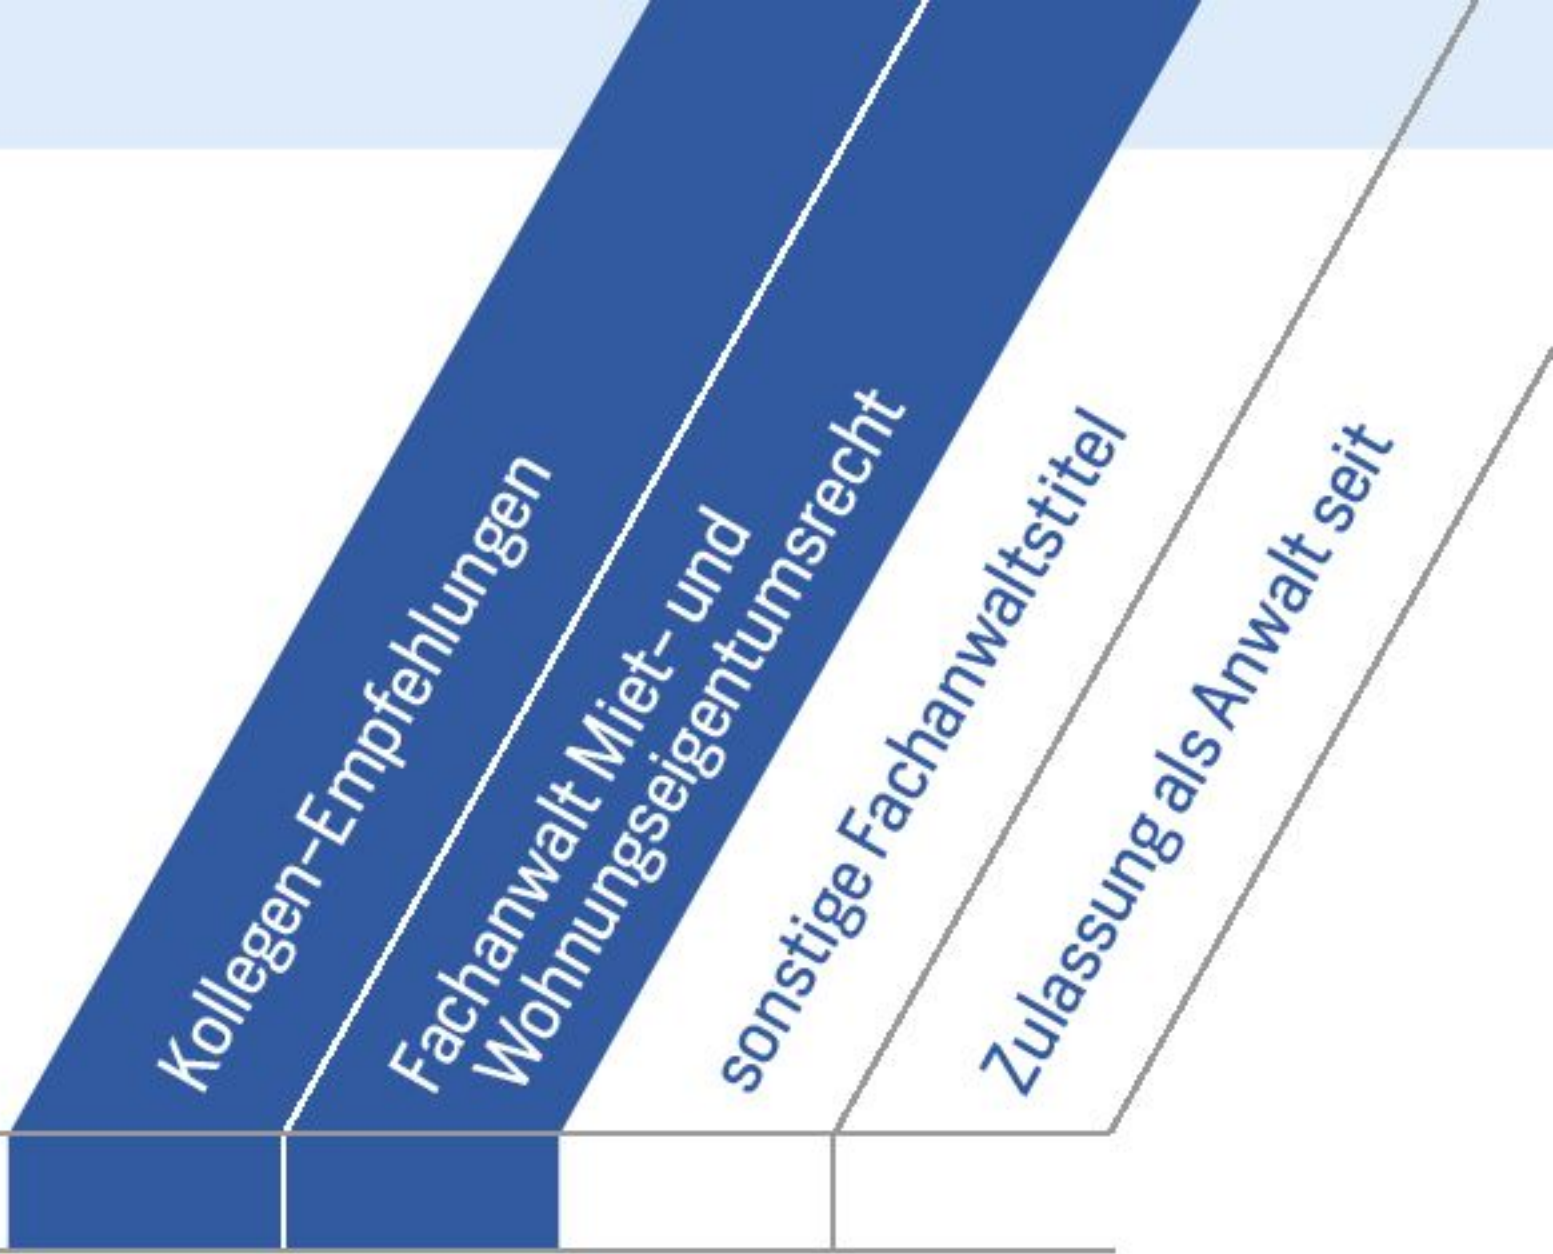 Kollegen-Empfehlungen
Fachanwalt Miet- und
Wohnungseigentumsrecht
sonstige Fachanwaltstitel
Zulassung als Anwalt seit